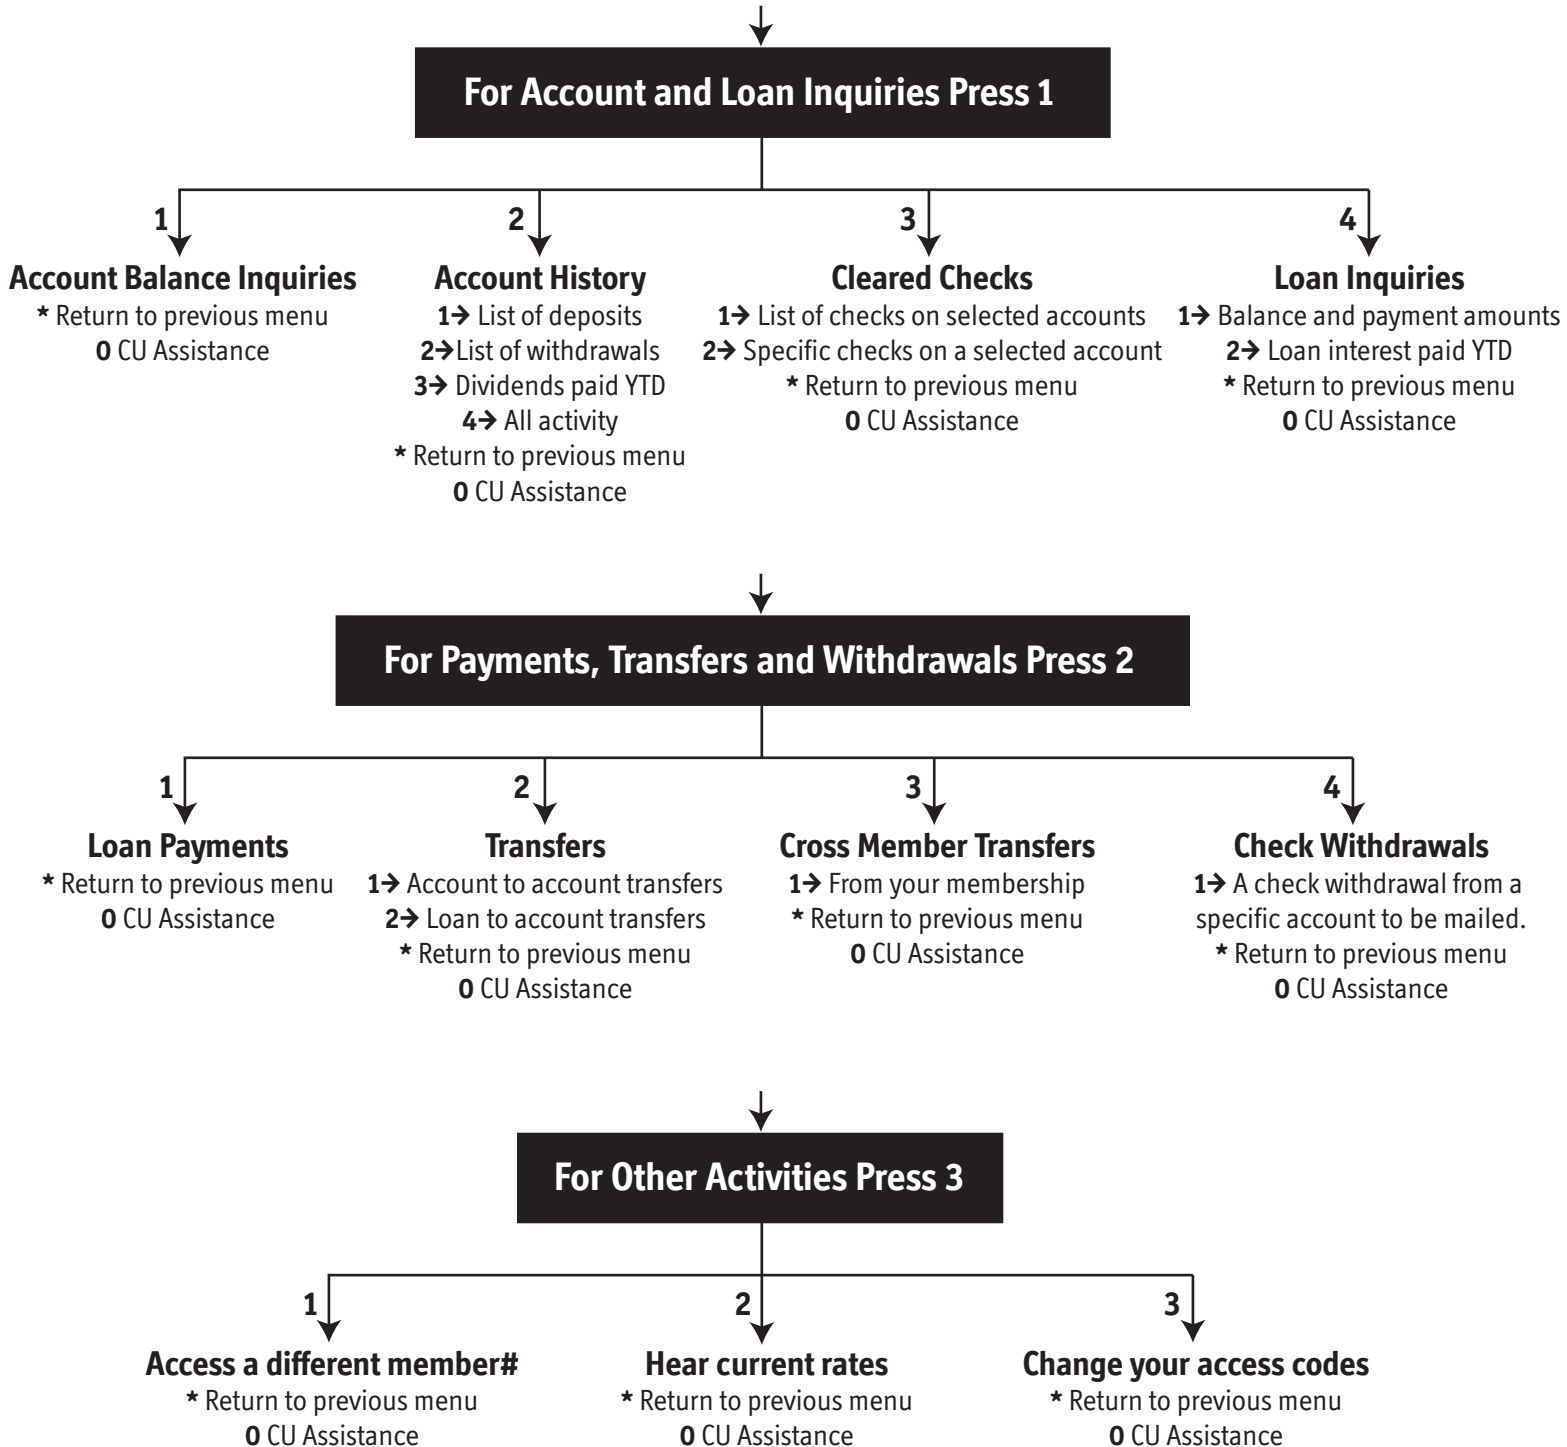 For Account and Loan Inquiries Press 1
1
Account Balance Inquiries
* Return to previous menu
0 CU Assistance
2
Account History
1→ List of deposits
2→List of withdrawals
3→ Dividends paid YTD
4→ All activity
* Return to previous menu
0 CU Assistance
3
Cleared Checks
1→ List of checks on selected accounts
2→ Specific checks on a selected account
* Return to previous menu
0 CU Assistance
4
Loan Inquiries
1→ Balance and payment amounts
2→ Loan interest paid YTD
* Return to previous menu
0 CU Assistance
For Payments, Transfers and Withdrawals Press 2
1
Loan Payments
* Return to previous menu
0 CU Assistance
2
Transfers
1→ Account to account transfers
2→ Loan to account transfers
* Return to previous menu
0 CU Assistance
3
Cross Member Transfers
1→ From your membership
* Return to previous menu
0 CU Assistance
4
Check Withdrawals
1→ A check withdrawal from a
specific account to be mailed.
* Return to previous menu
0 CU Assistance
For Other Activities Press 3
1
Access a different member#
* Return to previous menu
0 CU Assistance
2
Hear current rates
* Return to previous menu
0 CU Assistance
3
Change your access codes
* Return to previous menu
0 CU Assistance